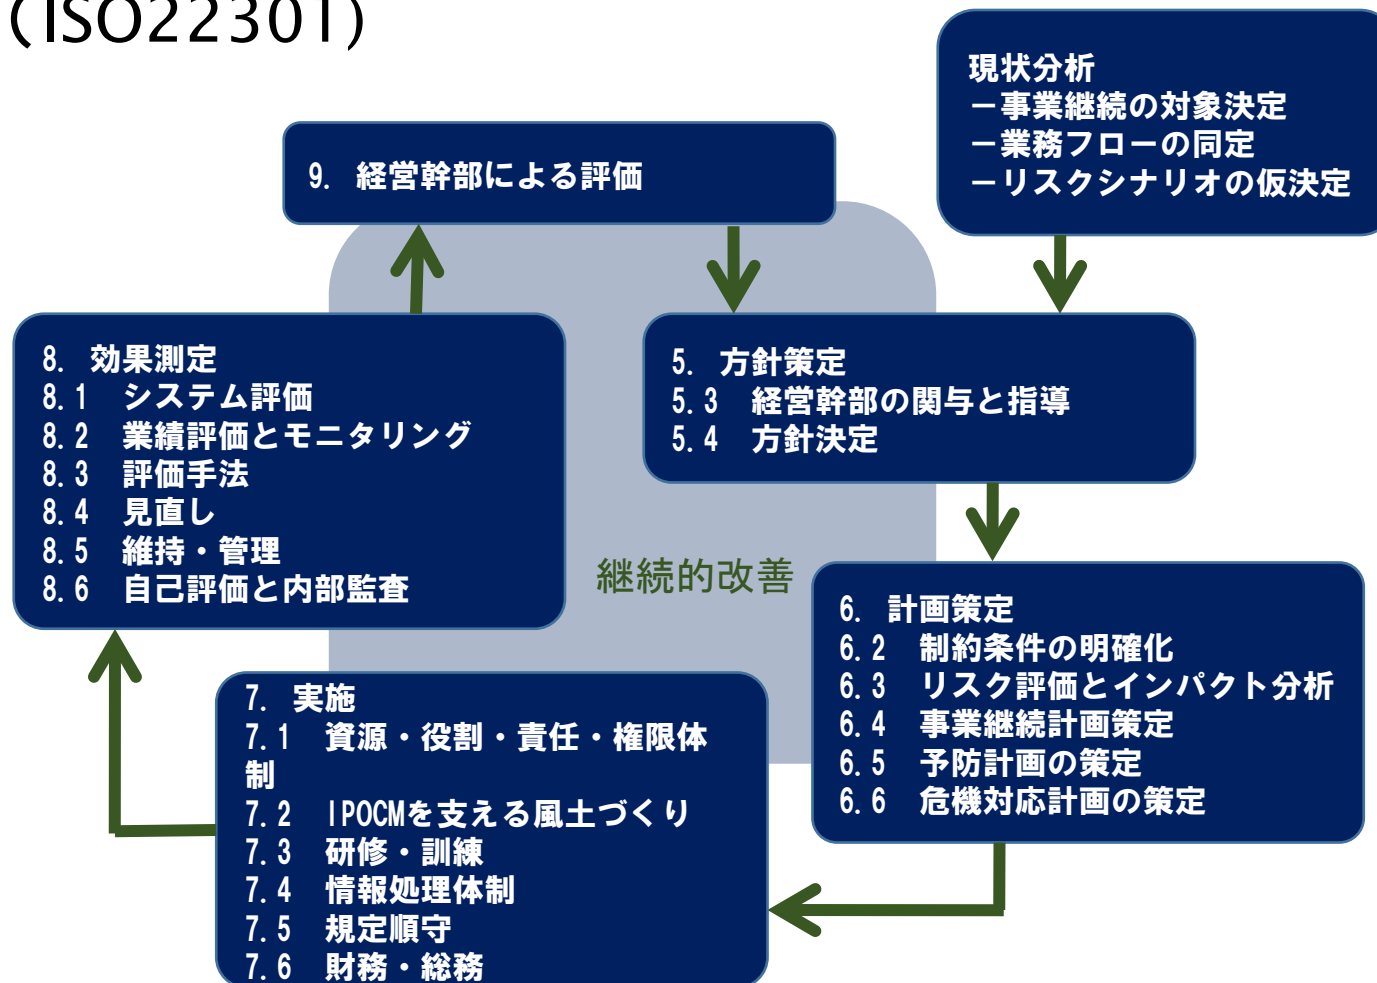 (ISO22301)
現状分析
－事業継続の対象決定
－業務フローの同定
－リスクシナリオの仮決定
9. 経営幹部による評価
5. 方針策定
5.3 経営幹部の関与と指導
5.4 方針決定
8. 効果測定
8.1 システム評価
8.2 業績評価とモニタリング
8.3 評価手法
8.4 見直し
8.5 維持・管理
8.6 自己評価と内部監査
継続的改善
6. 計画策定
6.2 制約条件の明確化
6.3 リスク評価とインパクト分析
6.4 事業継続計画策定
6.5 予防計画の策定
6.6 危機対応計画の策定
7. 実施
7.1 資源・役割・責任・権限体
制
7.2 IPOCMを支える風土づくり
7.3 研修・訓練
7.4 情報処理体制
7.5 規定順守
7.6 財務・総務